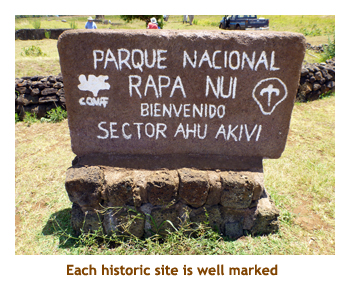 PARQUE NACIONAL
RAPA NUI
BIENVENIDO
SECTOR AHU AKIVI
CONAF
Each historic site is well marked